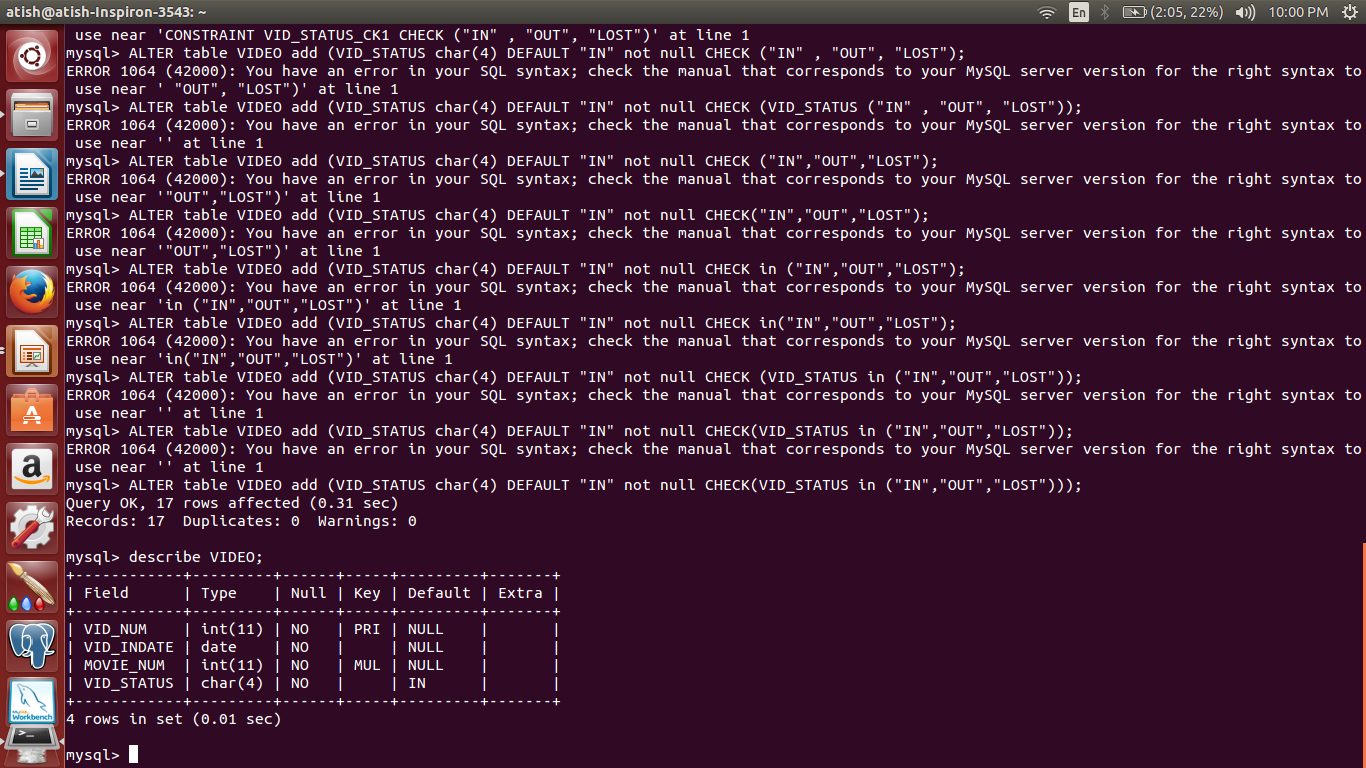 atish@atish-Inspiron-3543: ~
En (2:05, 22%) 10:00 PM
use near 'CONSTRAINT VID_STATUS_CK1 CHECK ("IN" , "OUT", "LOST")' at line 1
mysql> ALTER table VIDEO add (VID_STATUS char(4) DEFAULT "IN" not null CHECK ("IN" , "OUT", "LOST");
ERROR 1064 (42000): You have an error in your SQL syntax; check the manual that corresponds to your MySQL server version for the right syntax to
use near ' "OUT", "LOST")' at line 1
mysql> ALTER table VIDEO add (VID_STATUS char(4) DEFAULT "IN" not null CHECK (VID_STATUS ("IN" , "OUT", "LOST"));
ERROR 1064 (42000): You have an error in your SQL syntax; check the manual that corresponds to your MySQL server version for the right syntax to
use near '' at line 1
mysql> ALTER table VIDEO add (VID_STATUS char(4) DEFAULT "IN" not null CHECK ("IN","OUT","LOST");
ERROR 1064 (42000): You have an error in your SQL syntax; check the manual that corresponds to your MySQL server version for the right syntax to
use near '"OUT","LOST")' at line 1
mysql> ALTER table VIDEO add (VID_STATUS char(4) DEFAULT "IN" not null CHECK("IN","OUT","LOST");
ERROR 1064 (42000): You have an error in your SQL syntax; check the manual that corresponds to your MySQL server version for the right syntax to
use near '"OUT","LOST")' at line 1
mysql> ALTER table VIDEO add (VID_STATUS char(4) DEFAULT "IN" not null CHECK in ("IN","OUT","LOST");
ERROR 1064 (42000): You have an error in your SQL syntax; check the manual that corresponds to your MySQL server version for the right syntax to
use near 'in ("IN","OUT","LOST")' at line 1
mysql> ALTER table VIDEO add (VID_STATUS char(4) DEFAULT "IN" not null CHECK in("IN","OUT","LOST");
ERROR 1064 (42000): You have an error in your SQL syntax; check the manual that corresponds to your MySQL server version for the right syntax to
use near 'in("IN","OUT","LOST")' at line 1
mysql> ALTER table VIDEO add (VID_STATUS char(4) DEFAULT "IN" not null CHECK (VID_STATUS in ("IN","OUT","LOST"));
ERROR 1064 (42000): You have an error in your SQL syntax; check the manual that corresponds to your MySQL server version for the right syntax to
use near '' at line 1
mysql> ALTER table VIDEO add (VID_STATUS char(4) DEFAULT "IN" not null CHECK(VID_STATUS in ("IN","OUT","LOST"));
ERROR 1064 (42000): You have an error in your SQL syntax; check the manual that corresponds to your MySQL server version for the right syntax to
use near '' at line 1
mysql> ALTER table VIDEO add (VID_STATUS char(4) DEFAULT "IN" not null CHECK(VID_STATUS in ("IN","OUT","LOST")));
Query OK, 17 rows affected (0.31 sec)
Records: 17  Duplicates: 0  Warnings: 0
mysql> describe VIDEO;
+------------+---------+------+-----+---------+-------+
| Field      | Type    | Null | Key | Default | Extra |
+------------+---------+------+-----+---------+-------+
| VID_NUM    | int(11) | NO   | PRI | NULL    |       |
| VID_INDATE | date    | NO   |     | NULL    |       |
| MOVIE_NUM  | int(11) | NO   | MUL | NULL    |       |
| VID_STATUS | char(4) | NO   |     | IN      |       |
+------------+---------+------+-----+---------+-------+
4 rows in set (0.01 sec)
mysql>
MySQL
Workbench